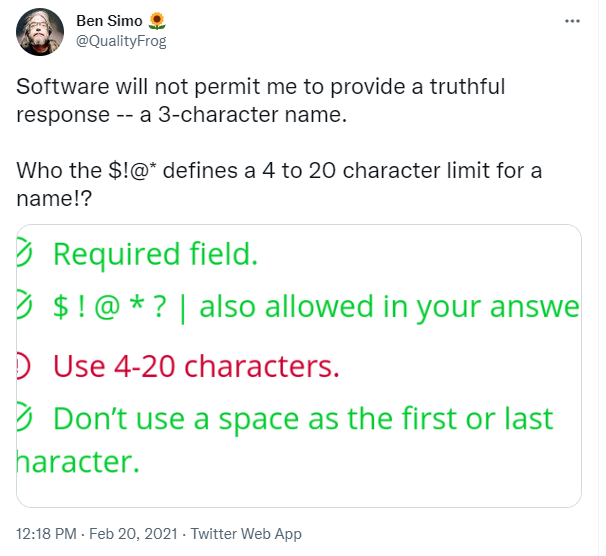 Ben Simo 🌻
@QualityFrog
Software will not permit me to provide a truthful
response -- a 3-character name.
Who the $!@* defines a 4 to 20 character limit for a
name!?
Required field.
$ ! @ * ? | also allowed in your answe
Use 4-20 characters.
Don't use a space as the first or last
haracter.
12:18 PM · Feb 20, 2021 · Twitter Web App